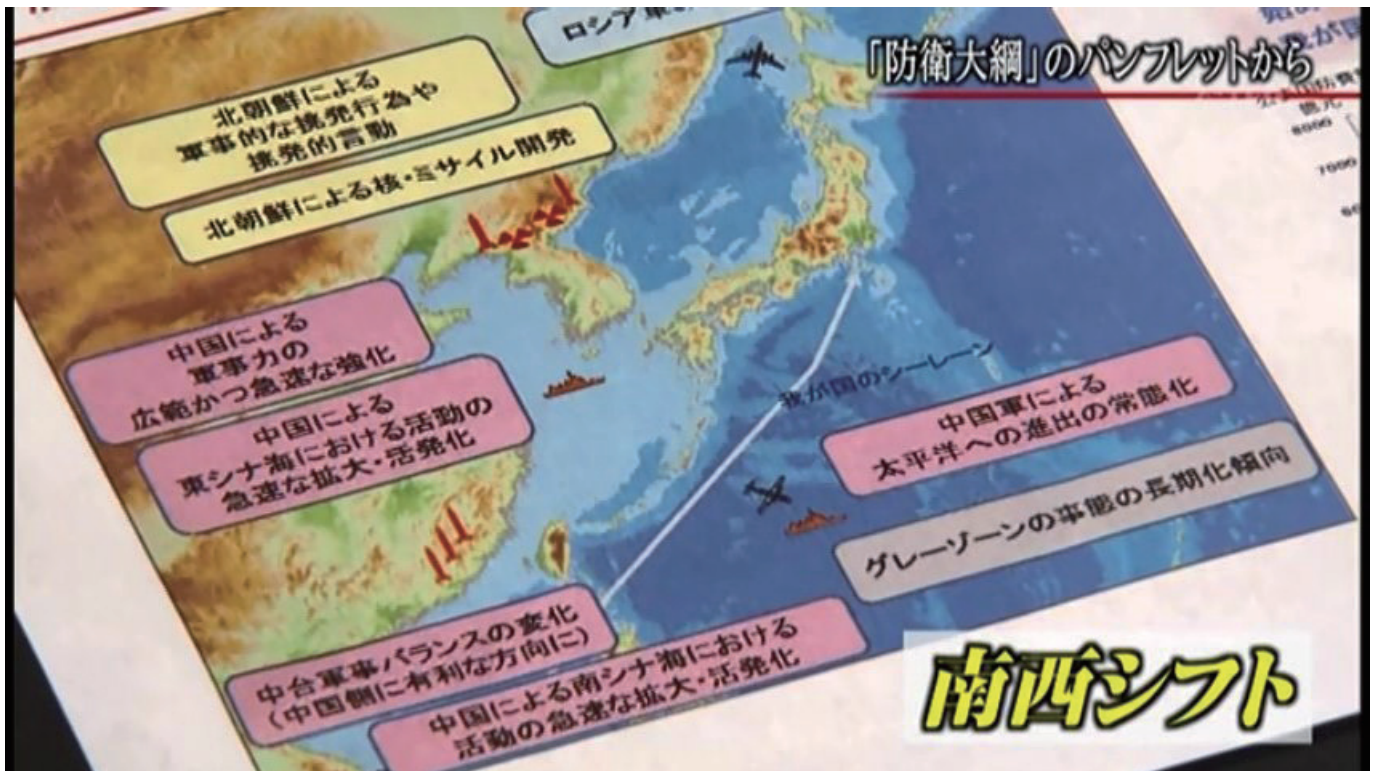 「防衛大綱」のパンフレットから
ロシア軍
北朝鮮による
軍事的な挑発行為や
挑発的言動
北朝鮮による核・ミサイル開発
8000
7000
中国による
軍事力の
広範かつ急速な強化
中国による
東シナ海における活動の
急速な拡大・活発化
我が国のシーレーン
中国軍による
太平洋への進出の常態化
グレーゾーンの事態の長期化傾向
中台軍事バランスの変化
(中国側に有利な方向に)
中国による南シナ海における
活動の急速な拡大・活発化
南西シフト